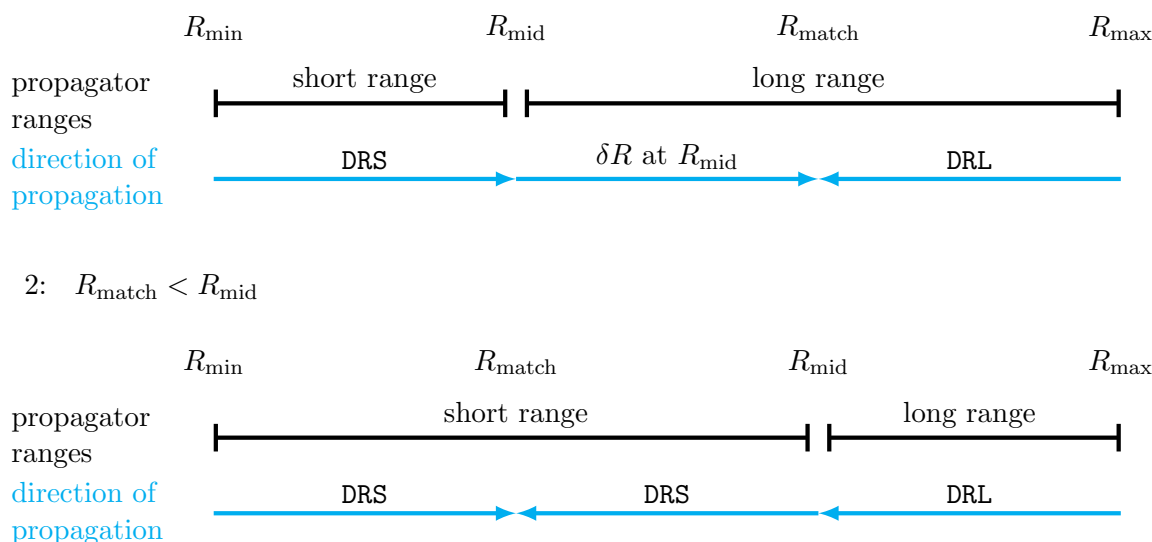 R_min R_mid R_match R_max
propagator ranges short range long range
direction of propagation DRS δR at R_mid DRL
2: R_match < R_mid
R_min R_match R_mid R_max
propagator ranges short range long range
direction of propagation DRS DRS DRL